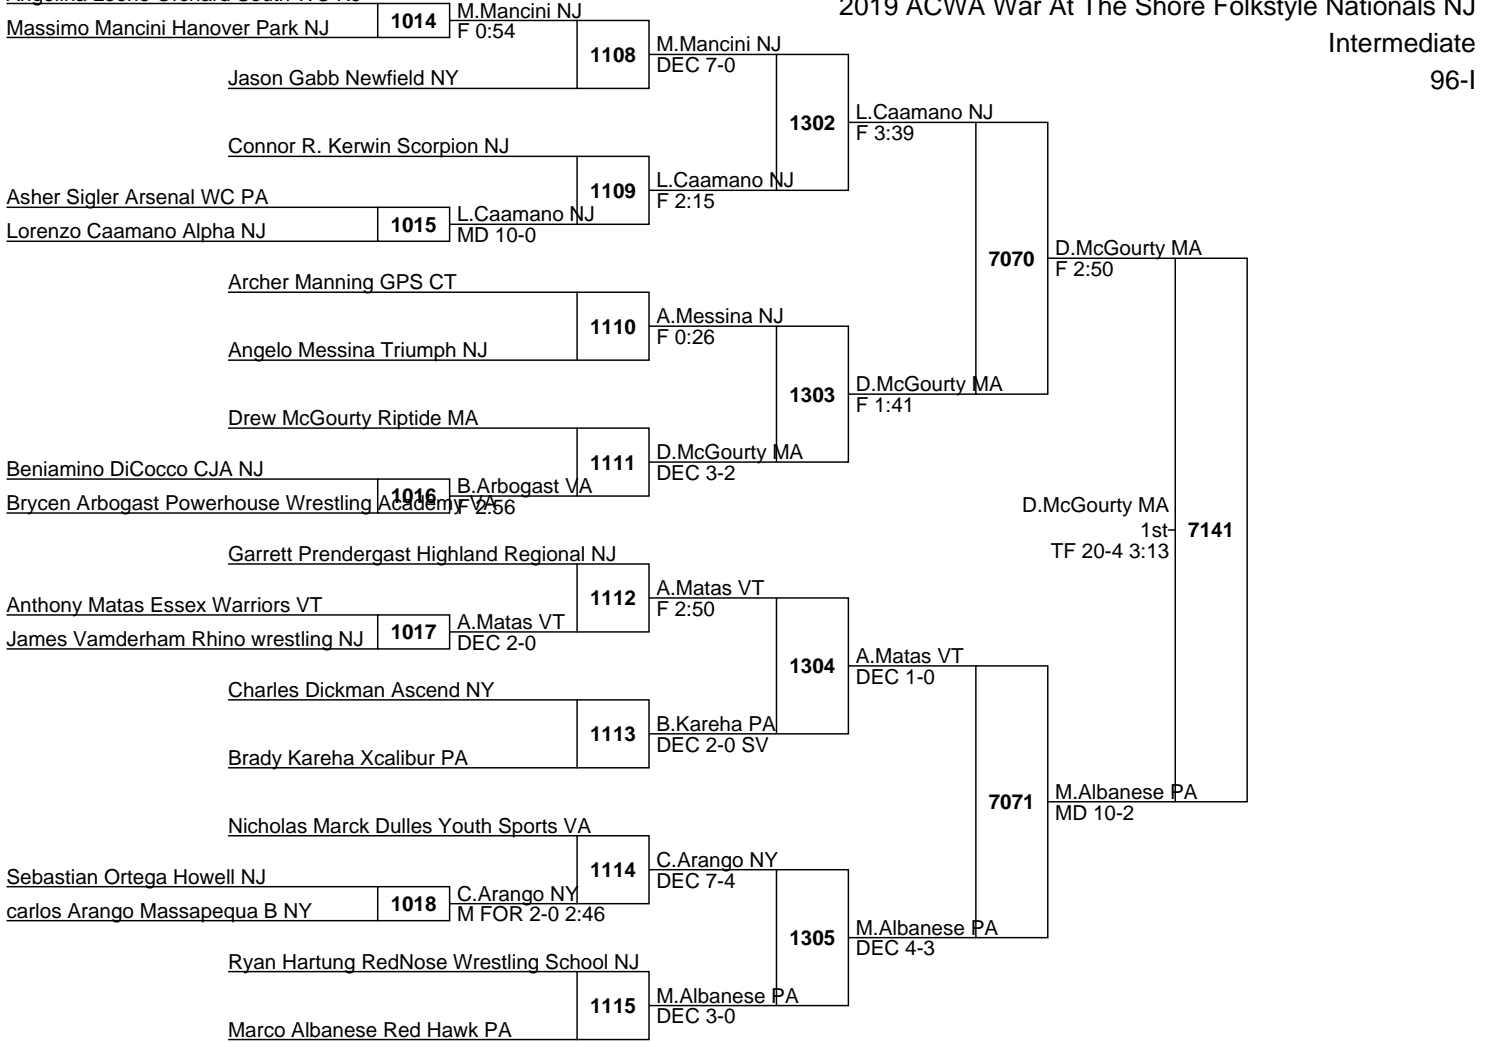 2019 ACWA War At The Shore Folkstyle Nationals NJ
Intermediate
96-I
Massimo Mancini Hanover Park NJ
1014
M.Mancini NJ
F 0:54
Jason Gabb Newfield NY
1108
M.Mancini NJ
DEC 7-0
1302
L.Caamano NJ
F 3:39
Connor R. Kerwin Scorpion NJ
Asher Sigler Arsenal WC PA
Lorenzo Caamano Alpha NJ
1015
L.Caamano NJ
MD 10-0
1109
L.Caamano NJ
F 2:15
7070
D.McGourty MA
F 2:50
Archer Manning GPS CT
Angelo Messina Triumph NJ
1110
A.Messina NJ
F 0:26
1303
D.McGourty MA
F 1:41
Drew McGourty Riptide MA
Beniamino DiCocco CJA NJ
Brycen Arbogast Powerhouse Wrestling Academy VA
1016
B.Arbogast VA
F 2:56
1111
D.McGourty MA
DEC 3-2
D.McGourty MA
1st
TF 20-4 3:13
7141
Garrett Prendergast Highland Regional NJ
Anthony Matas Essex Warriors VT
James Vamderham Rhino wrestling NJ
1017
A.Matas VT
DEC 2-0
1112
A.Matas VT
F 2:50
1304
A.Matas VT
DEC 1-0
Charles Dickman Ascend NY
Brady Kareha Xcalibur PA
1113
B.Kareha PA
DEC 2-0 SV
7071
M.Albanese PA
MD 10-2
Nicholas Marck Dulles Youth Sports VA
Sebastian Ortega Howell NJ
carlos Arango Massapequa B NY
1018
C.Arango NY
M FOR 2-0 2:46
1114
C.Arango NY
DEC 7-4
1305
M.Albanese PA
DEC 4-3
Ryan Hartung RedNose Wrestling School NJ
Marco Albanese Red Hawk PA
1115
M.Albanese PA
DEC 3-0